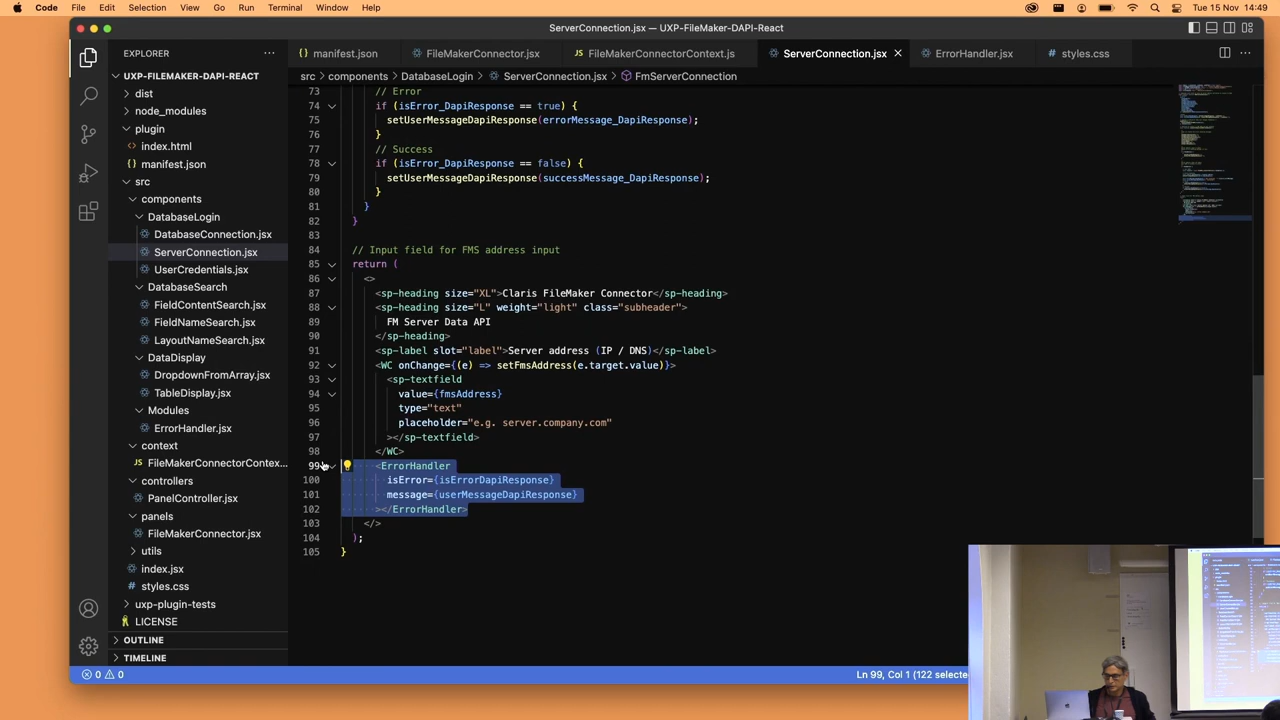 Code File Edit Selection View Go Run Terminal Window Help
Tue 15 Nov 14:49
ServerConnection.jsx — UXP-FileMaker-DAPI-React
EXPLORER
manifest.json FileMakerConnector.jsx FileMakerConnectorContext.js ServerConnection.jsx ErrorHandler.jsx styles.css
src > components > DatabaseLogin > ServerConnection.jsx > FmServerConnection
UXP-FILEMAKER-DAPI-REACT
dist
node_modules
plugin
index.html
manifest.json
src
components
DatabaseLogin
DatabaseConnection.jsx
ServerConnection.jsx
UserCredentials.jsx
DatabaseSearch
FieldContentSearch.jsx
FieldNameSearch.jsx
LayoutNameSearch.jsx
DataDisplay
DropdownFromArray.jsx
TableDisplay.jsx
Modules
ErrorHandler.jsx
context
FileMakerConnectorContex...
controllers
PanelController.jsx
panels
FileMakerConnector.jsx
utils
index.jsx
styles.css
uxp-plugin-tests
LICENSE
OUTLINE
TIMELINE
73 // Error
74 if (isError_DapiResponse == true) {
75 setUserMessageDapiResponse(errorMessage_DapiResponse);
76 }
77 // Success
78 if (isError_DapiResponse == false) {
79 setUserMessageDapiResponse(successMessage_DapiResponse);
80 }
81 }
82 }
83
84 // Input field for FMS address input
85 return (
86 <>
87 <sp-heading size="XL">Claris FileMaker Connector</sp-heading>
88 <sp-heading size="L" weight="light" class="subheader">
89 FM Server Data API
90 </sp-heading>
91 <sp-label slot="label">Server address (IP / DNS)</sp-label>
92 <WC onChange={(e) => setFmsAddress(e.target.value)}>
93 <sp-textfield
94 value={fmsAddress}
95 type="text"
96 placeholder="e.g. server.company.com"
97 ></sp-textfield>
98 </WC>
99 <ErrorHandler
100 isError={isErrorDapiResponse}
101 message={userMessageDapiResponse}
102 ></ErrorHandler>
103 </>
104 );
105 }
0 0
Ln 99, Col 1 (122 selecte